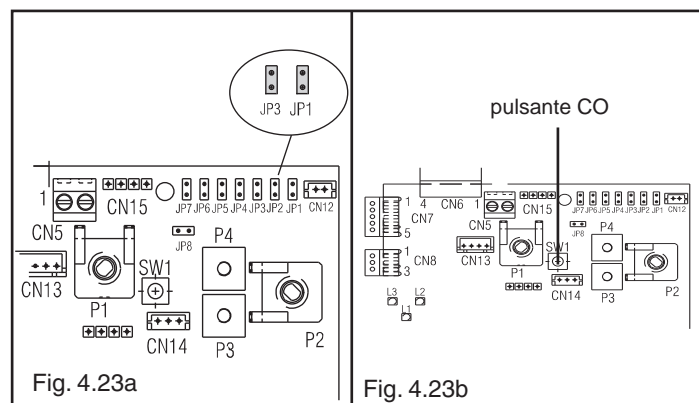 JP3 JP1
1
CN15
JP7 JP6 JP5 JP4 JP3 JP2 JP1
CN12
CN5
JP8
P4
CN13
SW1
P1
CN14
P3
P2
Fig. 4.23a
pulsante CO
1
CN7
5
4 CN6 1
CN15
JP7 JP6 JP5 JP4 JP3 JP2 JP1
CN12
CN5
JP8
P4
1
CN8
3
CN13
SW1
P1
CN14
P3
P2
L3 L2
L1
Fig. 4.23b